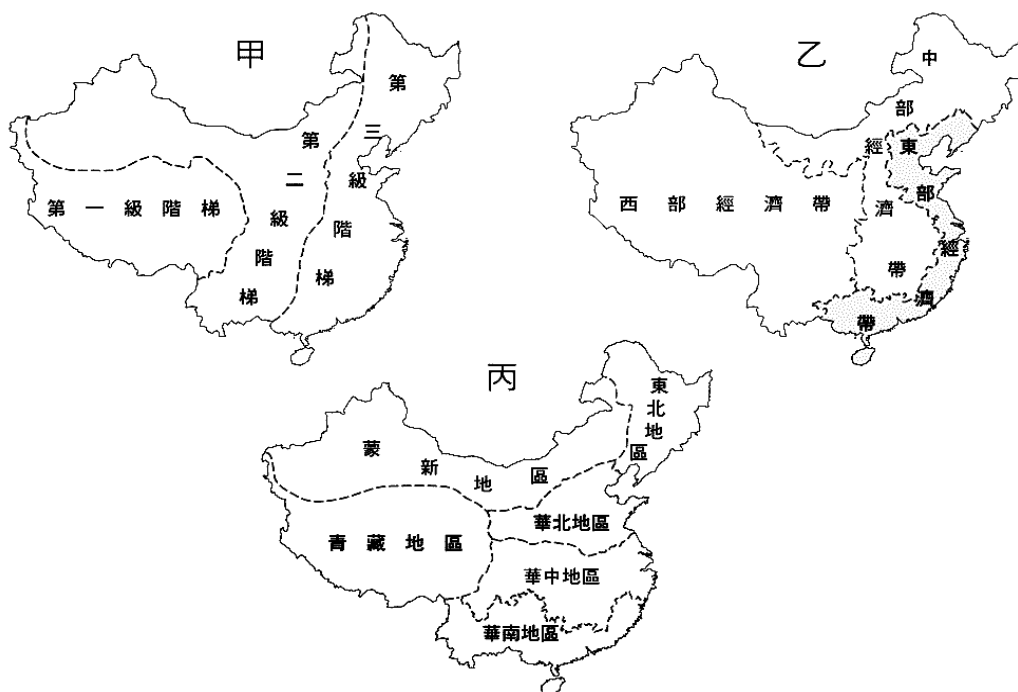 甲
第一級階梯
第二級階梯
第三級階梯
乙
西部經濟帶
中部經濟帶
東部經濟帶
丙
蒙新地區
東北地區
青藏地區
華北地區
華中地區
華南地區